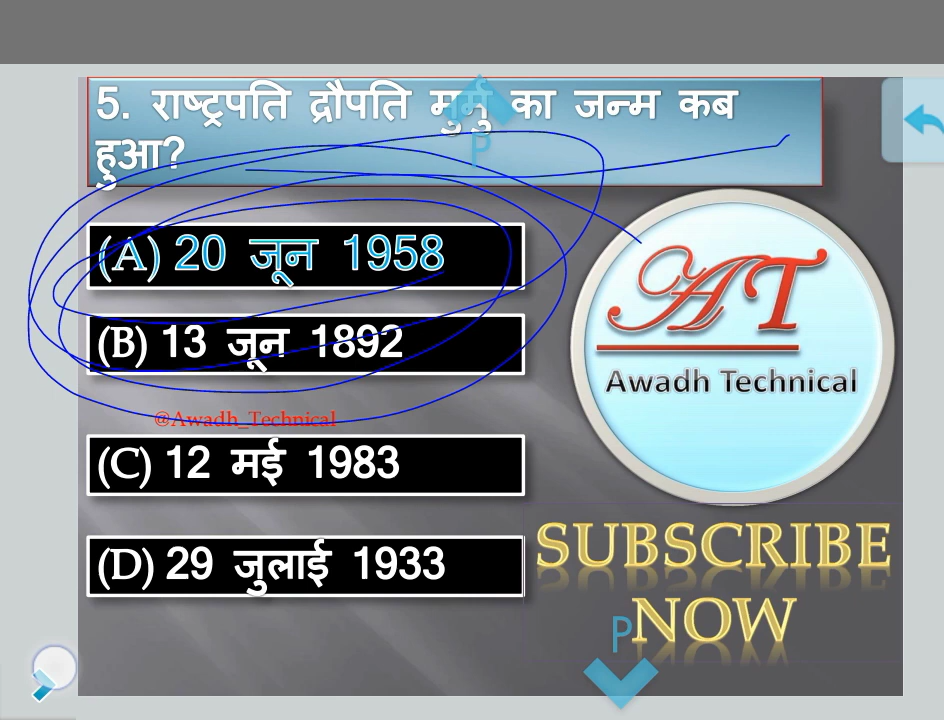 5. राष्ट्रपति द्रौपति मुर्मु का जन्म कब
हुआ?
(A) 20 जून 1958
(B) 13 जून 1892
@Awadh_Technical
(C) 12 मई 1983
(D) 29 जुलाई 1933
AT
Awadh Technical
SUBSCRIBE
NOW
P
P